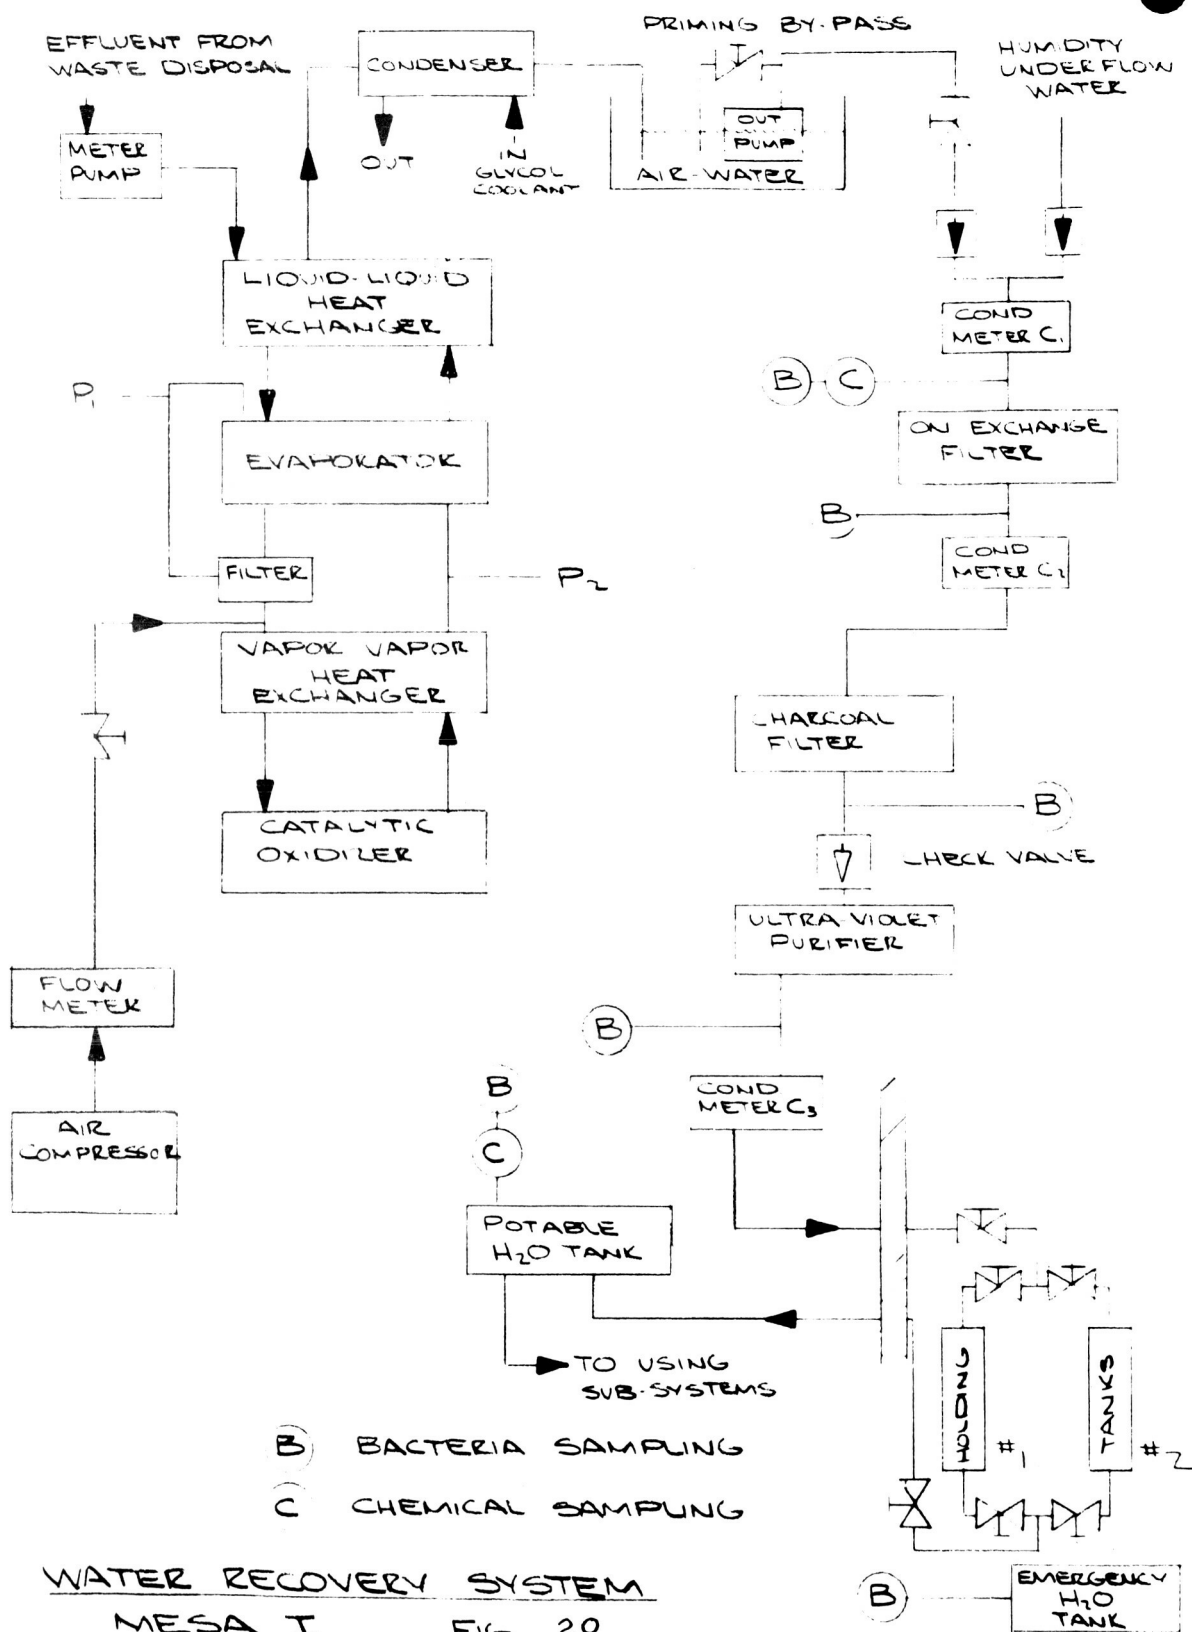 PRIMING BY-PASS
EFFLUENT FROM
WASTE DISPOSAL
CONDENSER
HUMIDITY
UNDERFLOW
WATER
METER
PUMP
OUT
IN
GLYCOL
COOLANT
OUT
PUMP
AIR-WATER
LIQUID-LIQUID
HEAT
EXCHANGER
COND
METER C1
P1
B
C
EVAPORATOR
ON EXCHANGE
FILTER
B
FILTER
P2
COND
METER C2
VAPOR VAPOR
HEAT
EXCHANGER
CHARCOAL
FILTER
B
CATALYTIC
OXIDIZER
CHECK VALVE
ULTRA-VIOLET
PURIFIER
FLOW
METER
B
B
COND
METER C3
AIR
COMPRESSOR
C
POTABLE
H2O TANK
TO USING
SUB-SYSTEMS
HOLDING
#1
TANKS
#2
B BACTERIA SAMPLING
C CHEMICAL SAMPLING
WATER RECOVERY SYSTEM
MESA I FIG 20
B
EMERGENCY
H2O
TANK